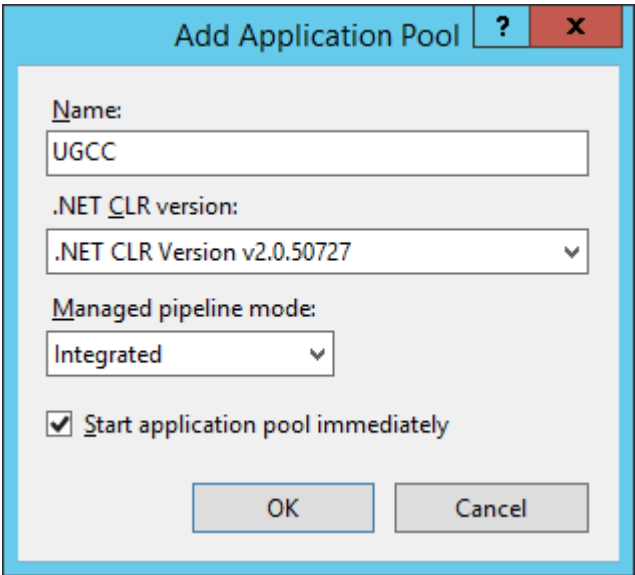 Add Application Pool ? x
Name:
UGCC
.NET CLR version:
.NET CLR Version v2.0.50727
Managed pipeline mode:
Integrated
Start application pool immediately
OK Cancel